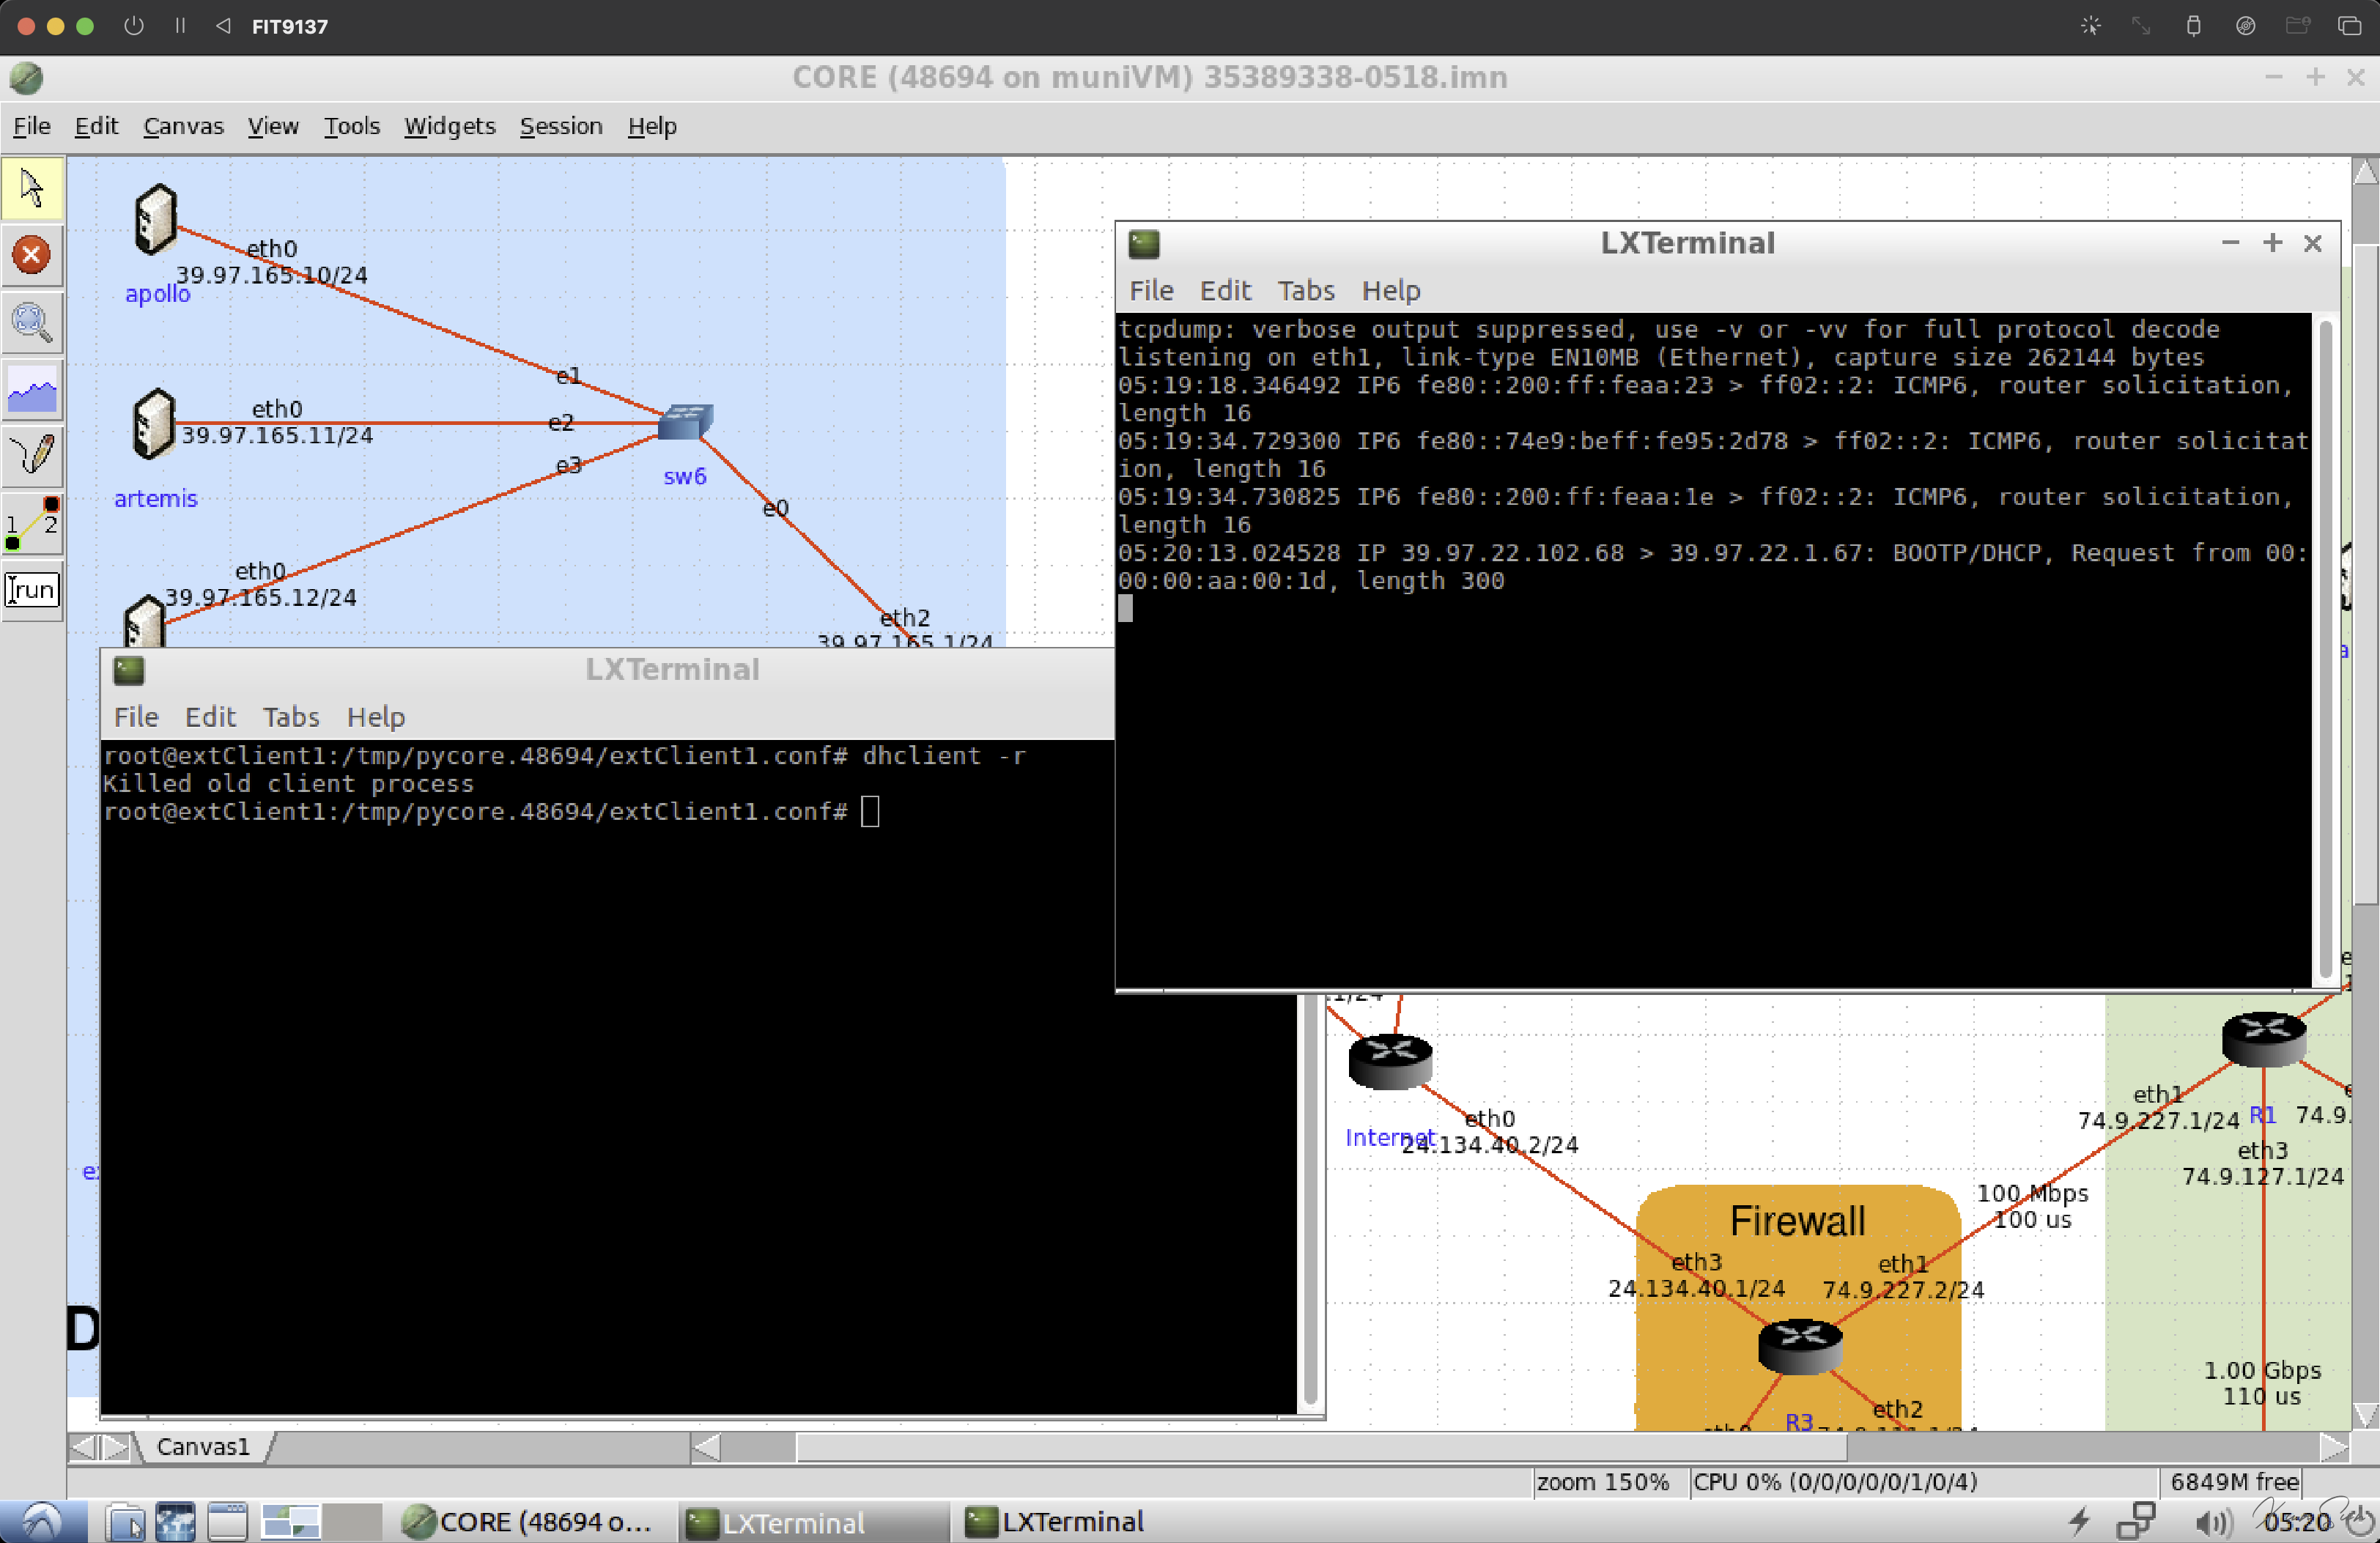 FIT9137
CORE (48694 on muniVM) 35389338-0518.imn
File Edit Canvas View Tools Widgets Session Help
eth0
39.97.165.10/24
apollo
e1
eth0
39.97.165.11/24
e2
artemis
e3
sw6
e0
eth0
39.97.165.12/24
eth2
39.97.165.1/24
1 2
run
LXTerminal
File Edit Tabs Help
tcpdump: verbose output suppressed, use -v or -vv for full protocol decode
listening on eth1, link-type EN10MB (Ethernet), capture size 262144 bytes
05:19:18.346492 IP6 fe80::200:ff:feaa:23 > ff02::2: ICMP6, router solicitation,
length 16
05:19:34.729300 IP6 fe80::74e9:beff:fe95:2d78 > ff02::2: ICMP6, router solicitat
ion, length 16
05:19:34.730825 IP6 fe80::200:ff:feaa:1e > ff02::2: ICMP6, router solicitation,
length 16
05:20:13.024528 IP 39.97.22.102.68 > 39.97.22.1.67: BOOTP/DHCP, Request from 00:
00:00:aa:00:1d, length 300
LXTerminal
File Edit Tabs Help
root@extClient1:/tmp/pycore.48694/extClient1.conf# dhclient -r
Killed old client process
root@extClient1:/tmp/pycore.48694/extClient1.conf#
D
.1/24
eth0
Internet
24.134.40.2/24
eth1
74.9.227.1/24
R1
74.9.
eth3
74.9.127.1/24
100 Mbps
100 us
Firewall
eth3
24.134.40.1/24
eth1
74.9.227.2/24
1.00 Gbps
110 us
eth2
R3
eth0
Canvas1
zoom 150%
CPU 0% (0/0/0/0/0/1/0/4)
6849M free
CORE (48694 o...
LXTerminal
LXTerminal
05:20